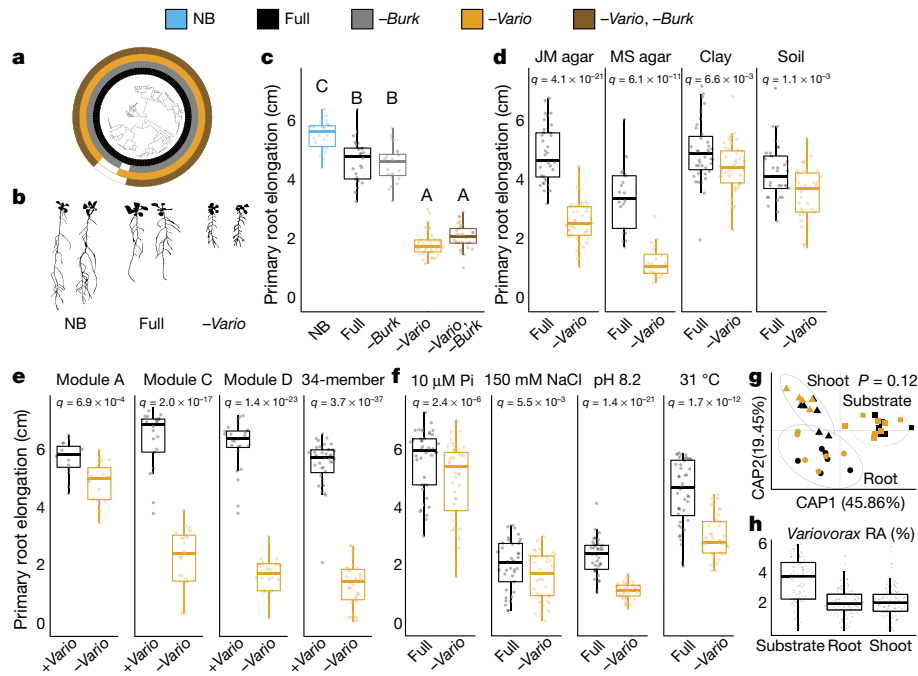 NB Full –Burk –Vario –Vario, –Burk
a
b
NB Full –Vario
c
Primary root elongation (cm)
6
4
2
0
C
B B
A A
NB Full –Burk –Vario –Vario –Burk
d
JM agar MS agar Clay Soil
q = 4.1 × 10⁻²¹ q = 6.1 × 10⁻¹¹ q = 6.6 × 10⁻³ q = 1.1 × 10⁻³
Primary root elongation (cm)
6
4
2
0
Full –Vario Full –Vario Full –Vario Full –Vario
e
Module A Module C Module D 34-member
q = 6.9 × 10⁻⁴ q = 2.0 × 10⁻¹⁷ q = 1.4 × 10⁻²³ q = 3.7 × 10⁻³⁷
Primary root elongation (cm)
6
4
2
0
+Vario –Vario +Vario –Vario +Vario –Vario +Vario –Vario
f
10 μM Pi 150 mM NaCl pH 8.2 31 °C
q = 2.4 × 10⁻⁶ q = 5.5 × 10⁻³ q = 1.4 × 10⁻²¹ q = 1.7 × 10⁻¹²
6
4
2
0
Full –Vario Full –Vario Full –Vario Full –Vario
g
Shoot P = 0.12
Substrate
Root
CAP2 (19.45%)
CAP1 (45.86%)
h
Variovorax RA (%)
6
4
2
Substrate Root Shoot